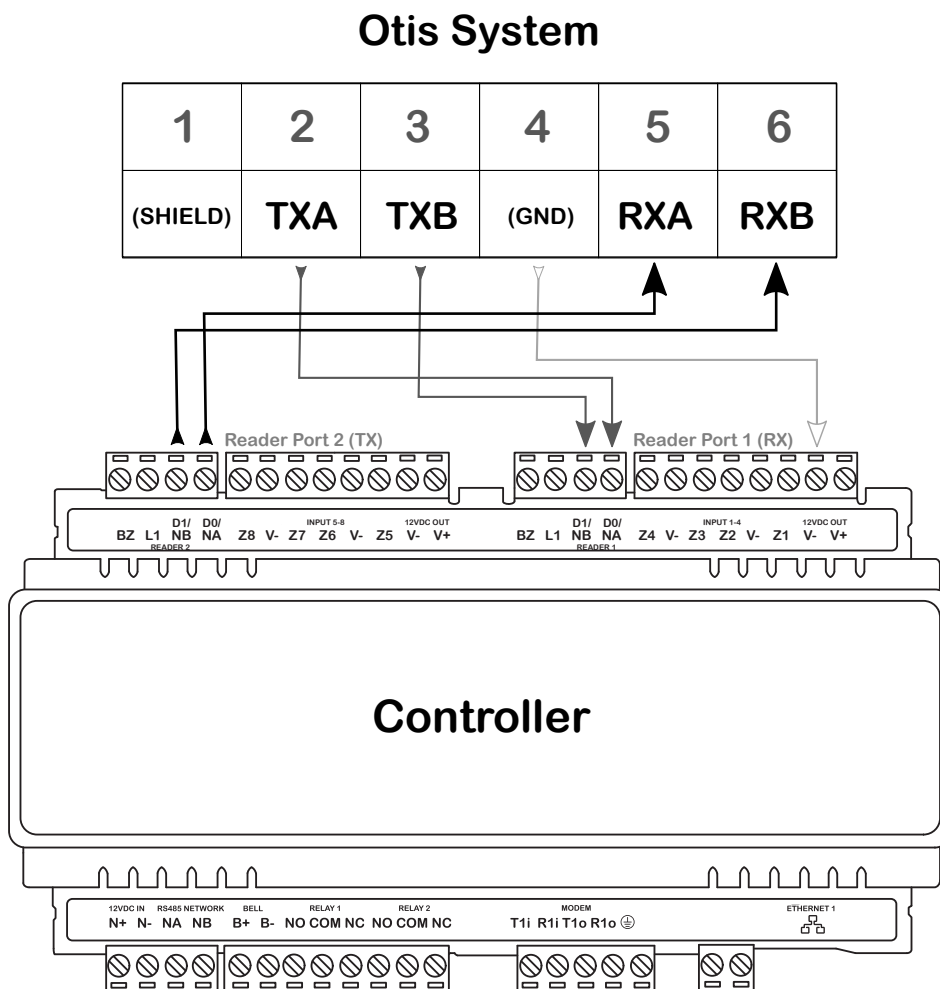 Otis System
1 2 3 4 5 6
(SHIELD) TXA TXB (GND) RXA RXB
Reader Port 2 (TX) Reader Port 1 (RX)
D1/ D0/ INPUT 5-8 12VDC OUT D1/ D0/ INPUT 1-4 12VDC OUT
BZ L1 NB NA Z8 V- Z7 Z6 V- Z5 V- V+ BZ L1 NB NA Z4 V- Z3 Z2 V- Z1 V- V+
READER 2 READER 1
Controller
12VDC IN RS485 NETWORK BELL RELAY 1 RELAY 2 MODEM ETHERNET 1
N+ N- NA NB B+ B- NO COM NC NO COM NC T1i R1i T1o R1o